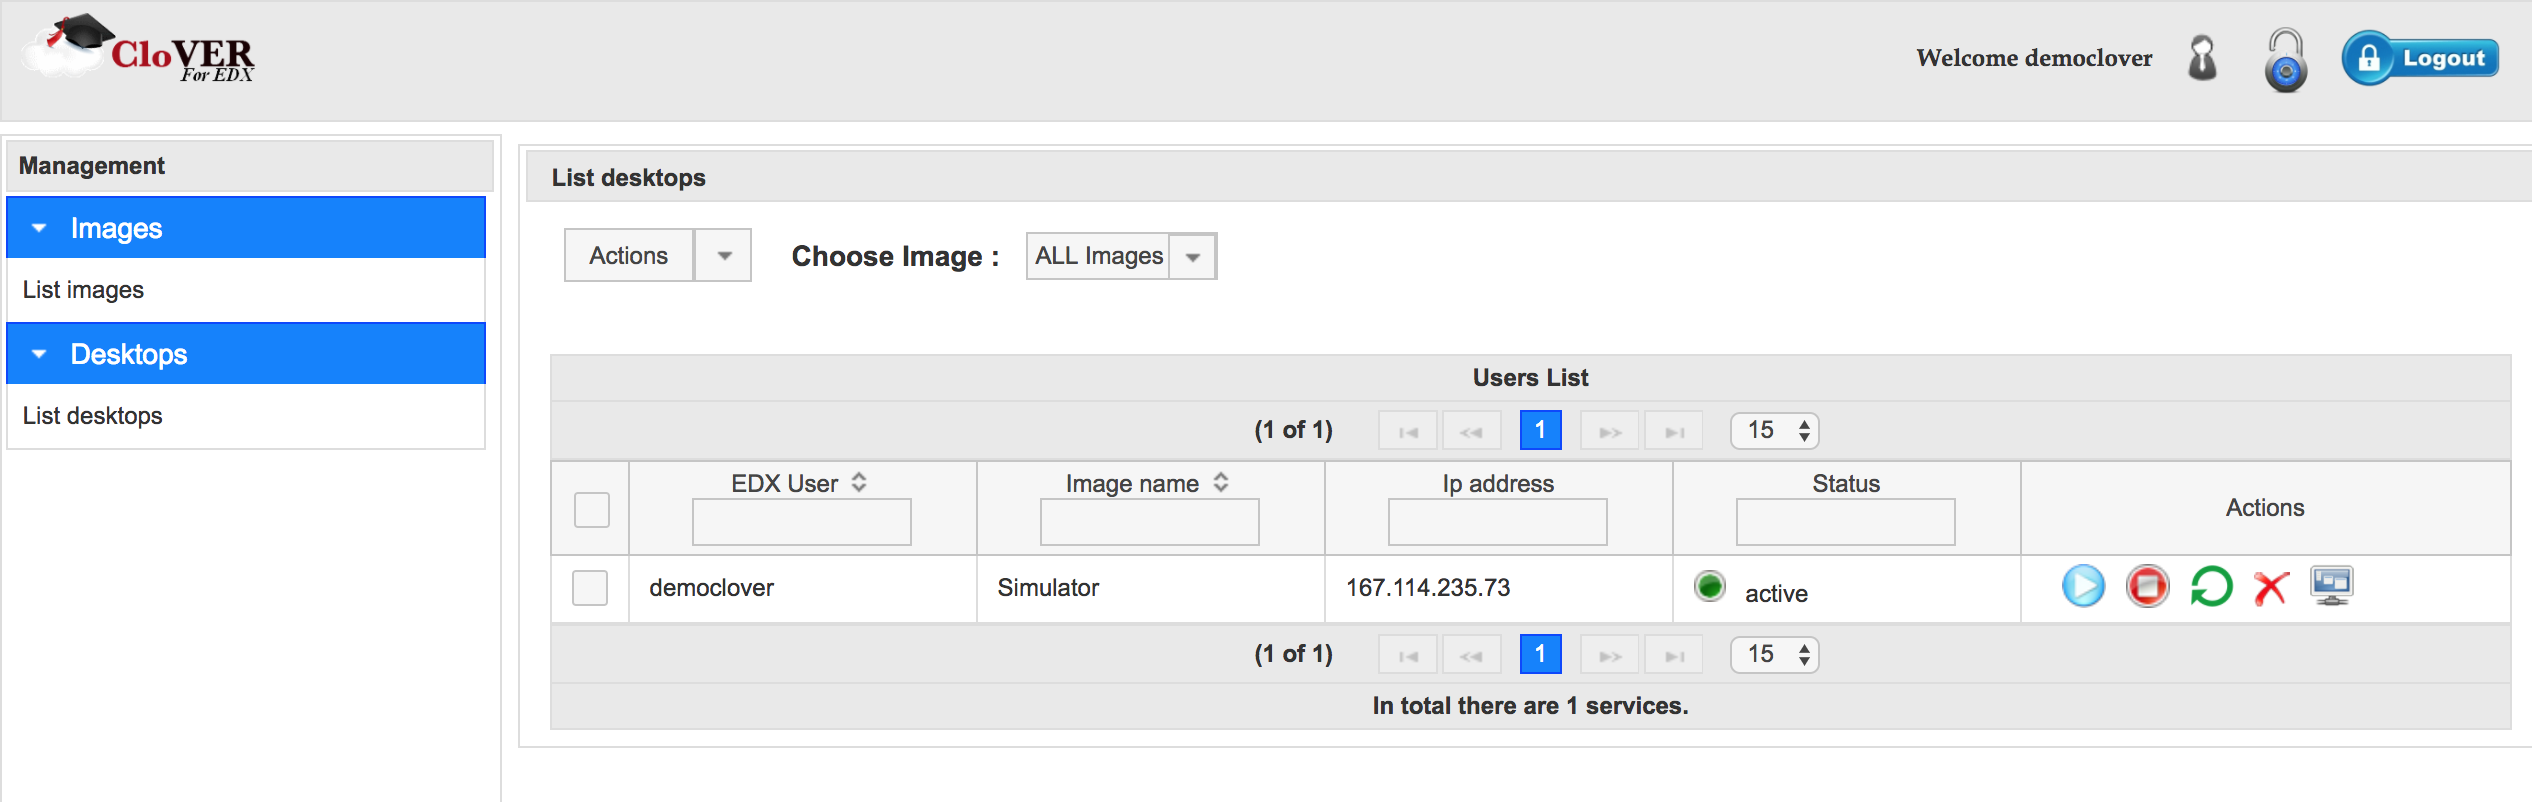 CloVER
For EDX
Welcome democlover
Logout
Management
Images
List images
Desktops
List desktops
List desktops
Actions
Choose Image :
ALL Images
Users List
(1 of 1) 1 15
EDX User Image name Ip address Status Actions
democlover Simulator 167.114.235.73 active
(1 of 1) 1 15
In total there are 1 services.